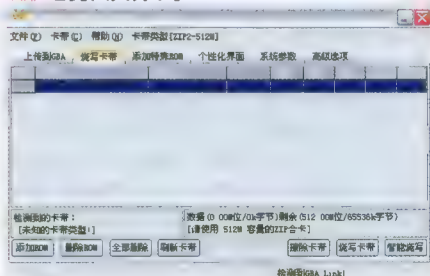 文件(F) 卡带(C) 帮助(H) 卡带类型[ZIP2-512M]
上传到GBA 烧写卡带 添加特殊ROM 个性化界面 系统参数 高级选项
检测到的卡带：
[未知的卡带类型!]
数据(0.00M位/0k字节)剩余(512.00M位/65536k字节)
[请使用 512M 容量的ZIP合卡]
添加ROM 删除ROM 全部删除 刷新卡带 擦除卡带 烧写卡带 智能烧写
检测到GBA Link!